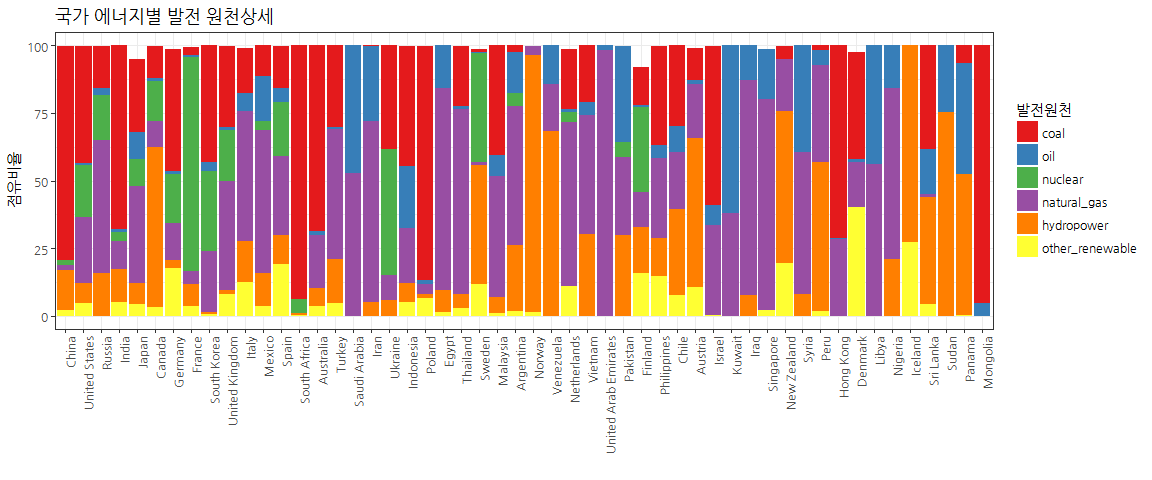 국가 에너지별 발전 원천상세
점유비율
100
75
50
25
0
China
United States
Russia
India
Japan
Canada
Germany
France
South Korea
United Kingdom
Italy
Mexico
Spain
South Africa
Australia
Turkey
Saudi Arabia
Iran
Ukraine
Indonesia
Poland
Egypt
Thailand
Sweden
Malaysia
Argentina
Norway
Venezuela
Netherlands
Vietnam
United Arab Emirates
Pakistan
Finland
Philippines
Chile
Austria
Israel
Kuwait
Iraq
Singapore
New Zealand
Syria
Peru
Hong Kong
Denmark
Libya
Nigeria
Iceland
Sri Lanka
Sudan
Panama
Mongolia
발전원천
coal
oil
nuclear
natural_gas
hydropower
other_renewable